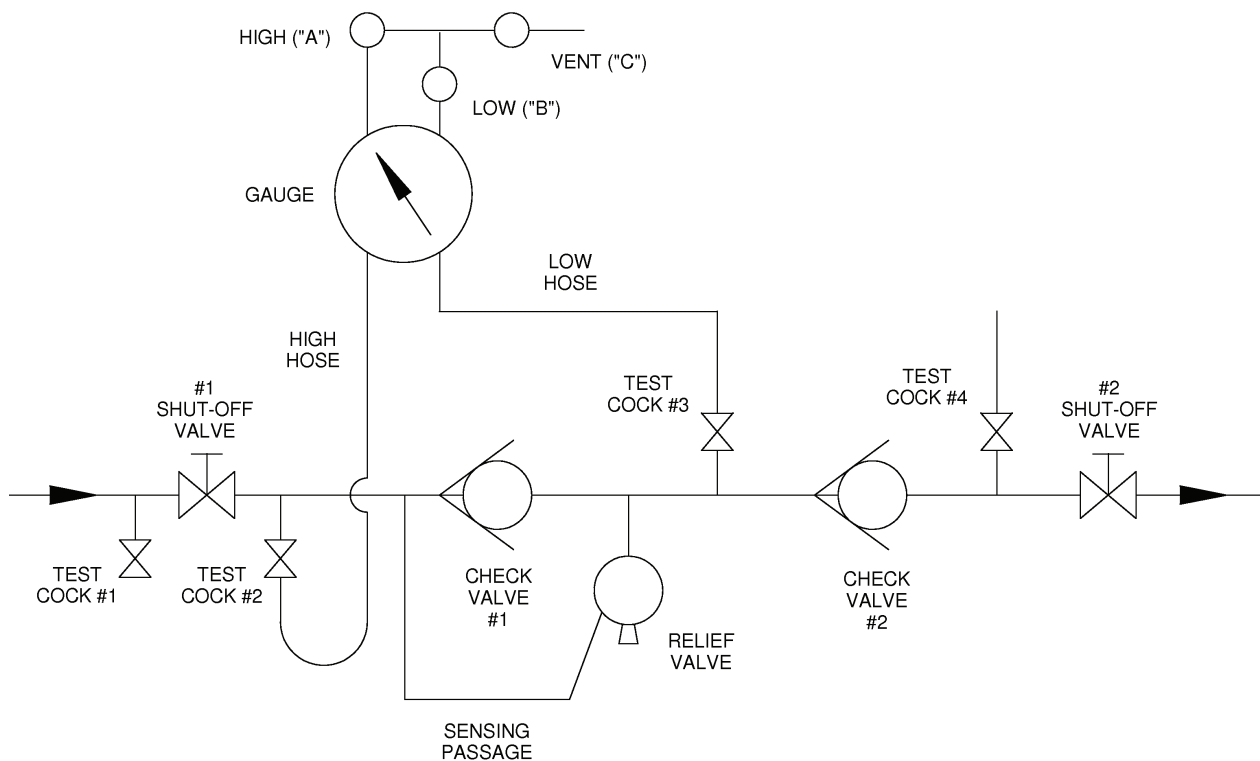 HIGH ("A")
VENT ("C")
LOW ("B")
GAUGE
LOW
HOSE
HIGH
HOSE
#1
SHUT-OFF
VALVE
TEST
COCK #3
TEST
COCK #4
#2
SHUT-OFF
VALVE
TEST
COCK #1
TEST
COCK #2
CHECK
VALVE
#1
CHECK
VALVE
#2
RELIEF
VALVE
SENSING
PASSAGE